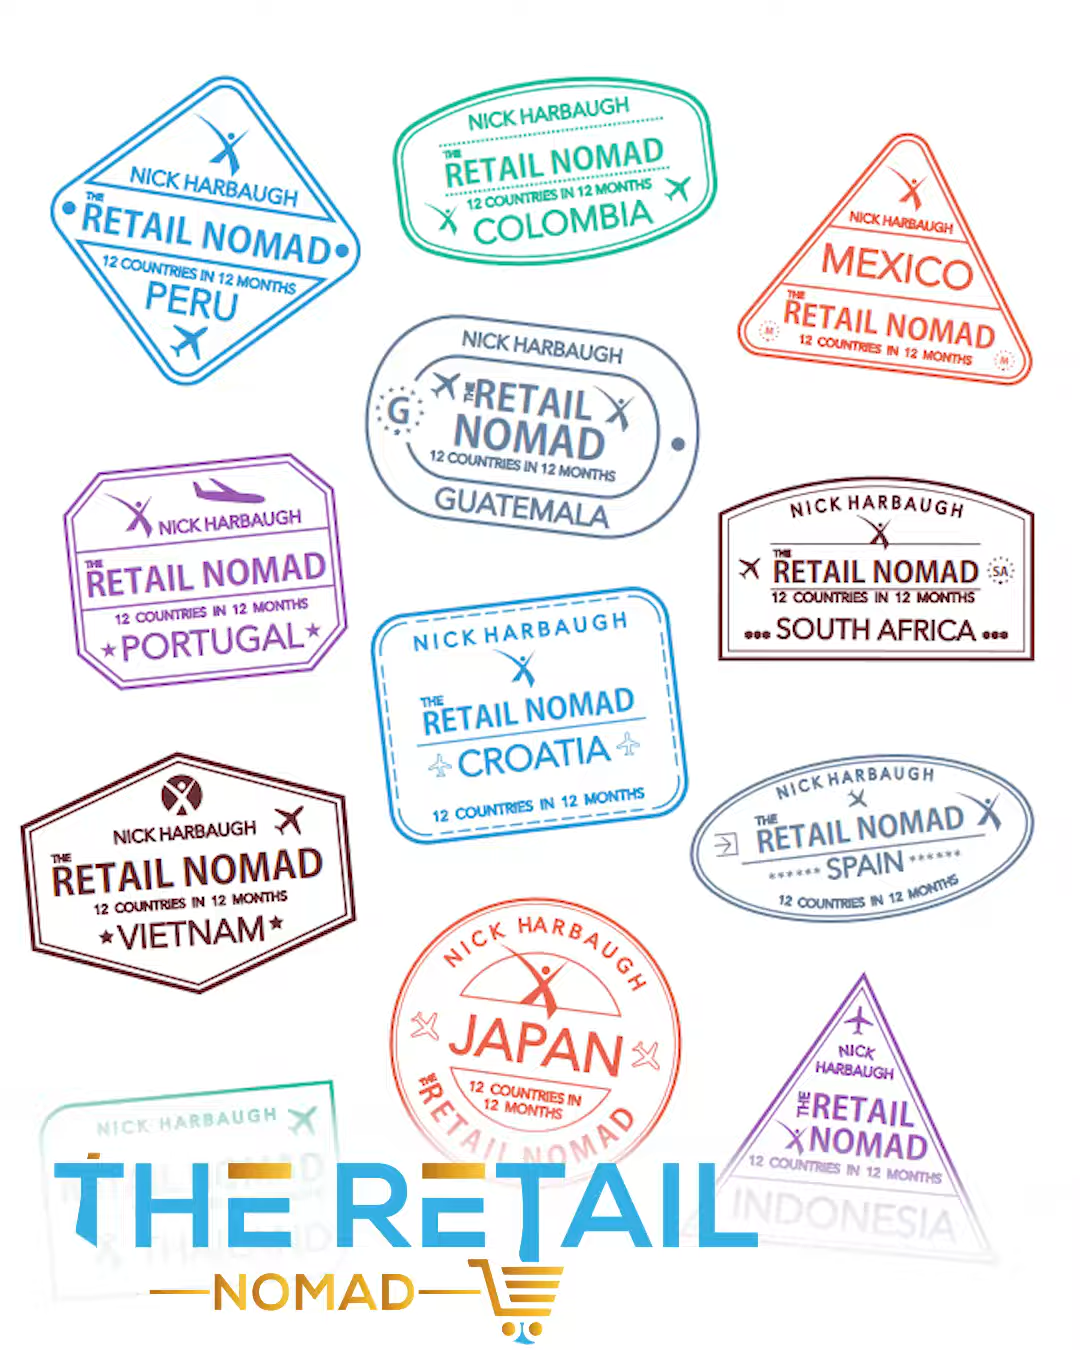 NICK HARBAUGH
THE
RETAIL NOMAD
12 COUNTRIES IN 12 MONTHS
PERU
NICK HARBAUGH
THE
RETAIL NOMAD
12 COUNTRIES IN 12 MONTHS
COLOMBIA
NICK HARBAUGH
MEXICO
THE
RETAIL NOMAD
12 COUNTRIES IN 12 MONTHS
M
M
NICK HARBAUGH
G
THE
RETAIL
NOMAD
12 COUNTRIES IN 12 MONTHS
GUATEMALA
NICK HARBAUGH
THE
RETAIL NOMAD
12 COUNTRIES IN 12 MONTHS
PORTUGAL
NICK HARBAUGH
THE
RETAIL NOMAD
SA
12 COUNTRIES IN 12 MONTHS
SOUTH AFRICA
NICK HARBAUGH
THE
RETAIL NOMAD
CROATIA
12 COUNTRIES IN 12 MONTHS
NICK HARBAUGH
THE
RETAIL NOMAD
12 COUNTRIES IN 12 MONTHS
VIETNAM
NICK HARBAUGH
THE
RETAIL NOMAD
SPAIN
12 COUNTRIES IN 12 MONTHS
NICK HARBAUGH
JAPAN
12 COUNTRIES IN
12 MONTHS
THE
RETAIL NOMAD
NICK
HARBAUGH
THE
RETAIL
NOMAD
12 COUNTRIES IN 12 MONTHS
INDONESIA
NICK HARBAUGH
RETAIL NOMAD
THAILAND
THE RETAIL
NOMAD